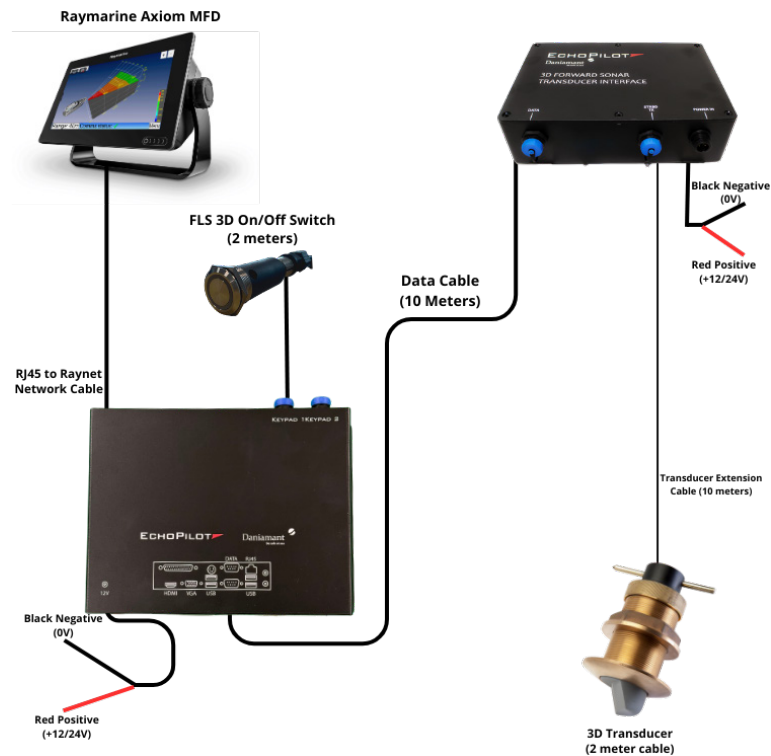 Raymarine Axiom MFD
ECHOPILOT
Daniamant
3D FORWARD SONAR
TRANSDUCER INTERFACE
DATA
POWER IN
Black Negative
(0V)
Red Positive
(+12/24V)
FLS 3D On/Off Switch
(2 meters)
Data Cable
(10 Meters)
RJ45 to Raynet
Network Cable
KEYPAD 1
KEYPAD 2
Transducer Extension
Cable (10 meters)
ECHOPILOT
Daniamant
DATA
RJ45
HDMI
VGA
USB
USB
12V
Black Negative
(0V)
Red Positive
(+12/24V)
3D Transducer
(2 meter cable)